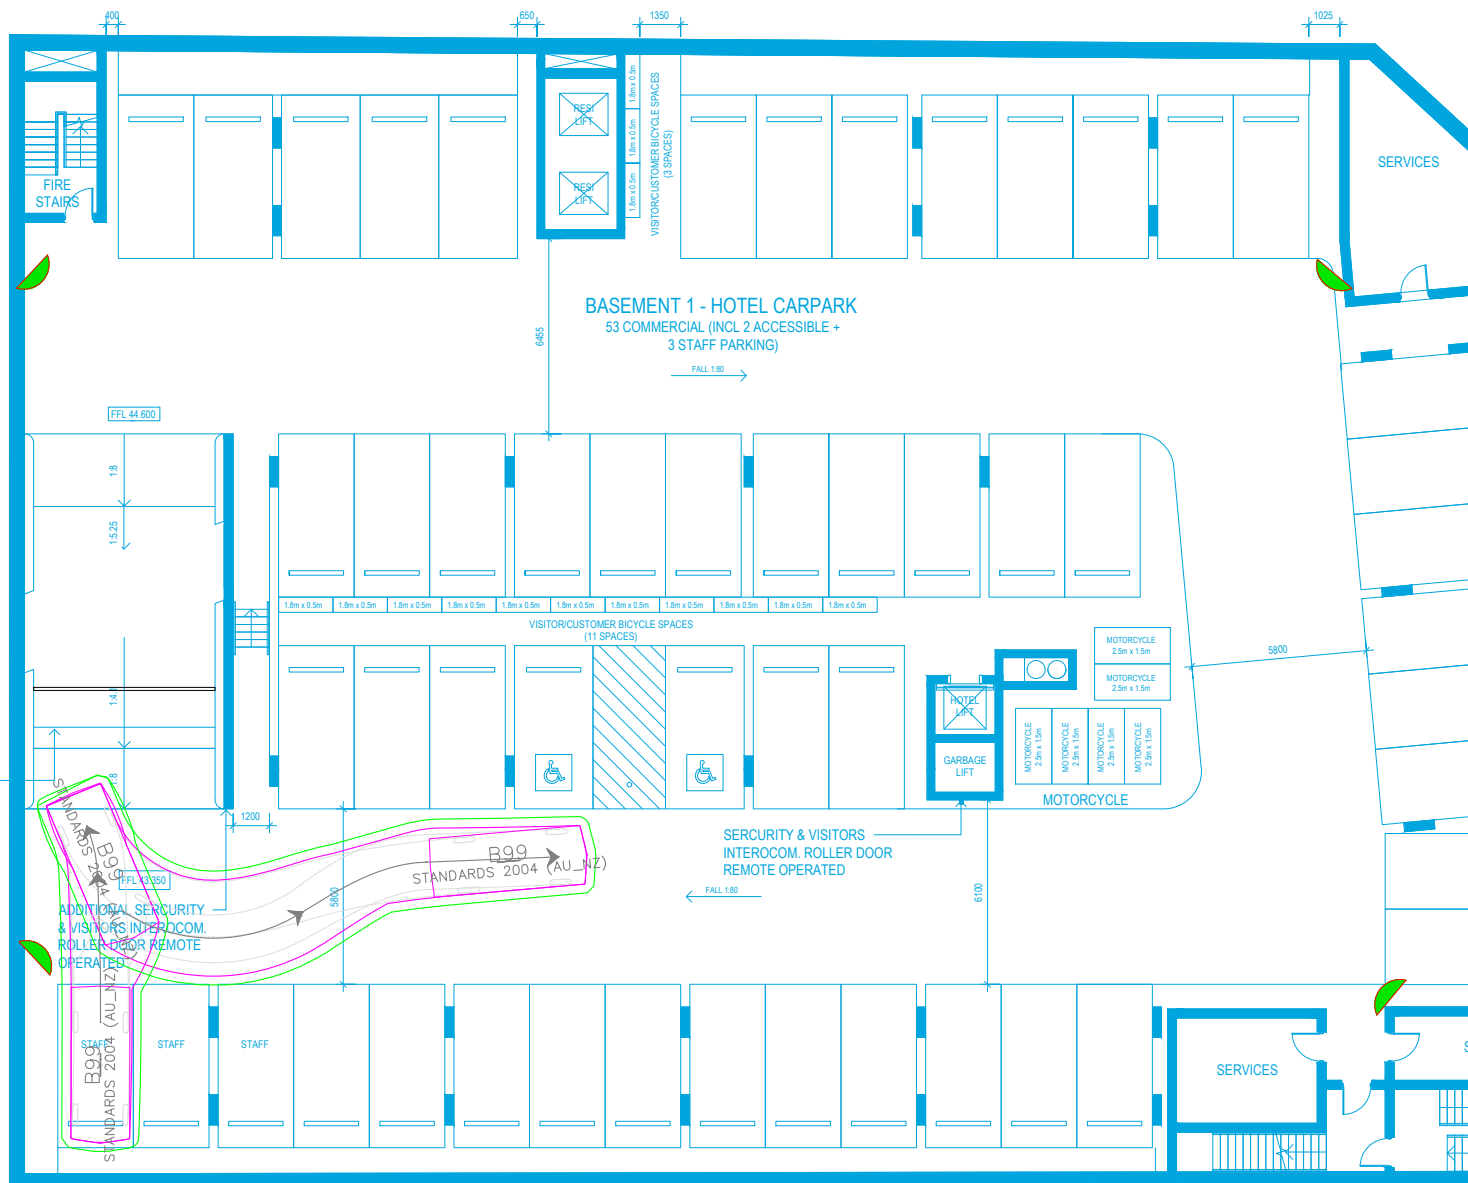 400
650
1350
1025
1.8m x 0.5m
1.8m x 0.5m
1.8m x 0.5m
VISITOR/CUSTOMER BICYCLE SPACES
(3 SPACES)
RESI
LIFT
RESI
LIFT
FIRE
STAIRS
SERVICES
BASEMENT 1 - HOTEL CARPARK
53 COMMERCIAL (INCL 2 ACCESSIBLE +
3 STAFF PARKING)
6455
FALL 1:80
FFL 44.600
1:8
1:5.25
1:4
1:8
1.8m x 0.5m
1.8m x 0.5m
1.8m x 0.5m
1.8m x 0.5m
1.8m x 0.5m
1.8m x 0.5m
1.8m x 0.5m
1.8m x 0.5m
1.8m x 0.5m
1.8m x 0.5m
1.8m x 0.5m
VISITOR/CUSTOMER BICYCLE SPACES
(11 SPACES)
MOTORCYCLE
2.5m x 1.5m
MOTORCYCLE
2.5m x 1.5m
5800
HOTEL
LIFT
GARBAGE
LIFT
MOTORCYCLE
2.5m x 1.5m
MOTORCYCLE
2.5m x 1.5m
MOTORCYCLE
2.5m x 1.5m
MOTORCYCLE
2.5m x 1.5m
MOTORCYCLE
1200
SERCURITY & VISITORS
INTEROCOM. ROLLER DOOR
REMOTE OPERATED
B99
STANDARDS 2004 (AU_NZ)
B99
STANDARDS 2004 (AU_NZ)
FFL 43.350
FALL 1:80
5800
6100
ADDITIONAL SERCURITY
& VISITORS INTEROCOM.
ROLLER DOOR REMOTE
OPERATED
B99
STANDARDS 2004 (AU_NZ)
STAFF
STAFF
STAFF
SERVICES
S